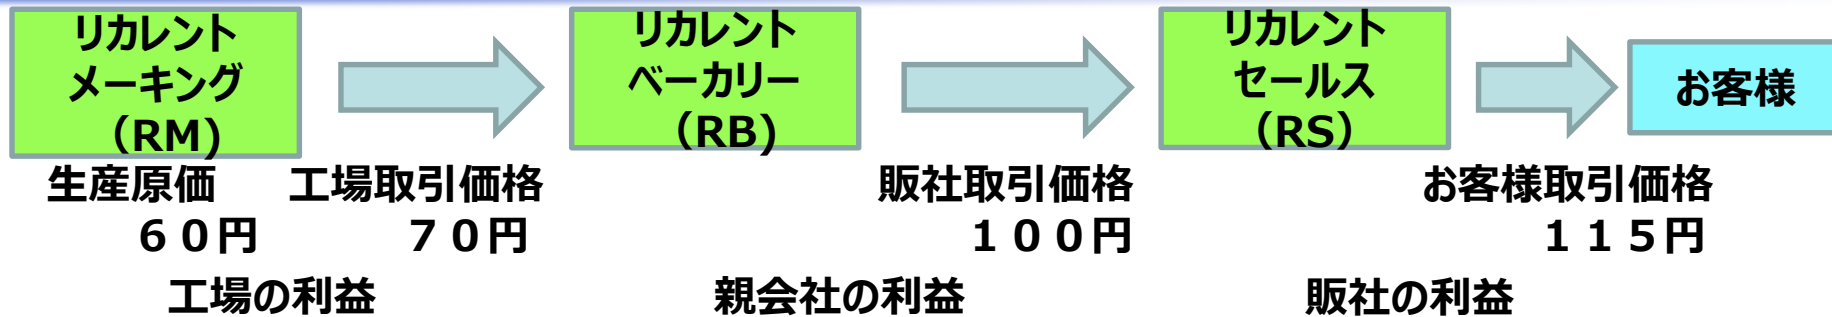 リカレント
メーキング
（RM)
リカレント
ベーカリー
（RB)
リカレント
セールス
（RS）
お客様
生産原価　工場取引価格
販社取引価格
お客様取引価格
６０円
７０円
１００円
１１５円
工場の利益
親会社の利益
販社の利益